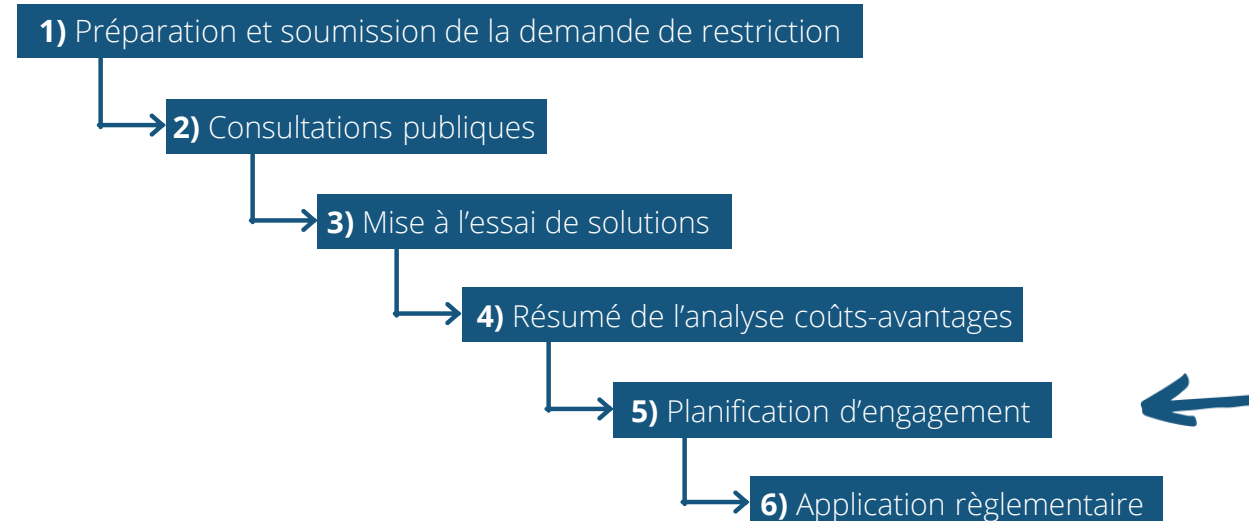 1) Préparation et soumission de la demande de restriction
2) Consultations publiques
3) Mise à l'essai de solutions
4) Résumé de l'analyse coûts-avantages
5) Planification d'engagement
6) Application règlementaire